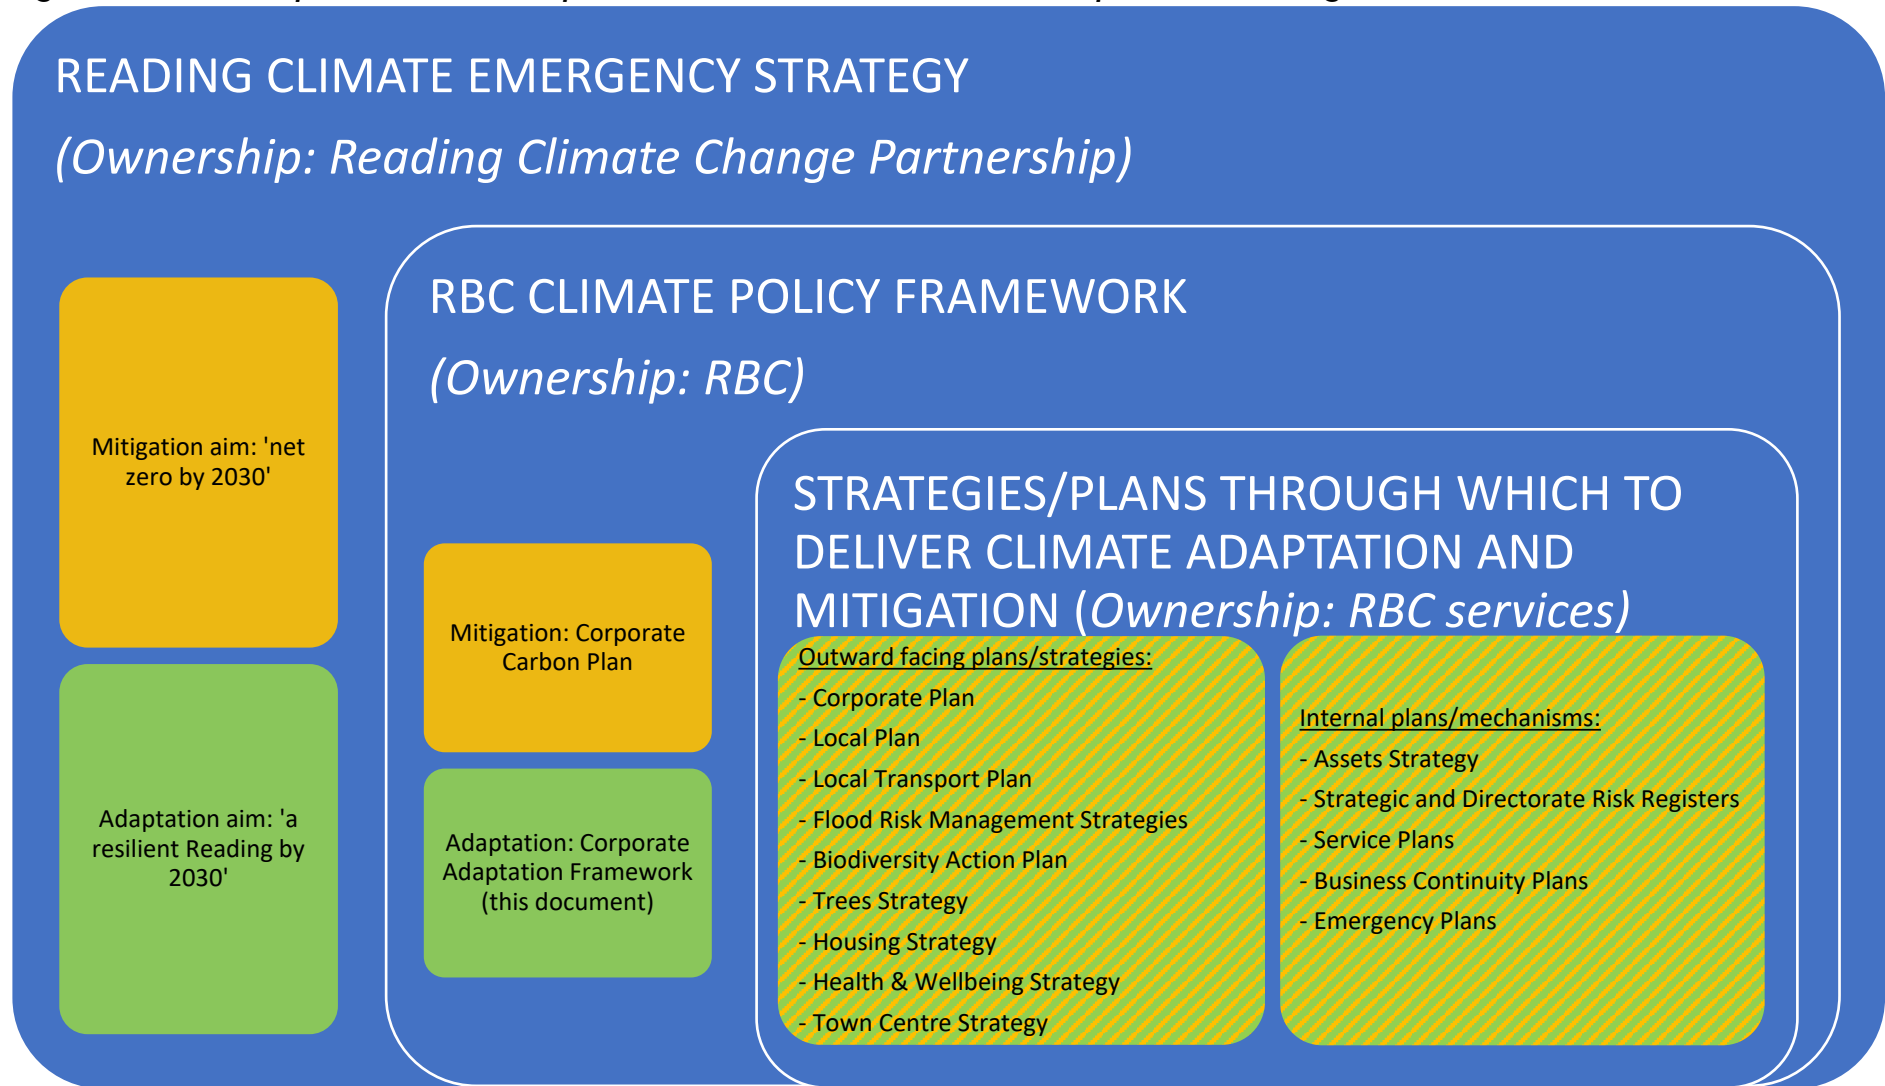 READING CLIMATE EMERGENCY STRATEGY
(Ownership: Reading Climate Change Partnership)
RBC CLIMATE POLICY FRAMEWORK
(Ownership: RBC)
Mitigation aim: 'net
zero by 2030'
Adaptation aim: 'a
resilient Reading by
2030'
Mitigation: Corporate
Carbon Plan
Adaptation: Corporate
Adaptation Framework
(this document)
STRATEGIES/PLANS THROUGH WHICH TO
DELIVER CLIMATE ADAPTATION AND
MITIGATION (Ownership: RBC services)
Outward facing plans/strategies:
- Corporate Plan
- Local Plan
- Local Transport Plan
- Flood Risk Management Strategies
- Biodiversity Action Plan
- Trees Strategy
- Housing Strategy
- Health & Wellbeing Strategy
- Town Centre Strategy
Internal plans/mechanisms:
- Assets Strategy
- Strategic and Directorate Risk Registers
- Service Plans
- Business Continuity Plans
- Emergency Plans